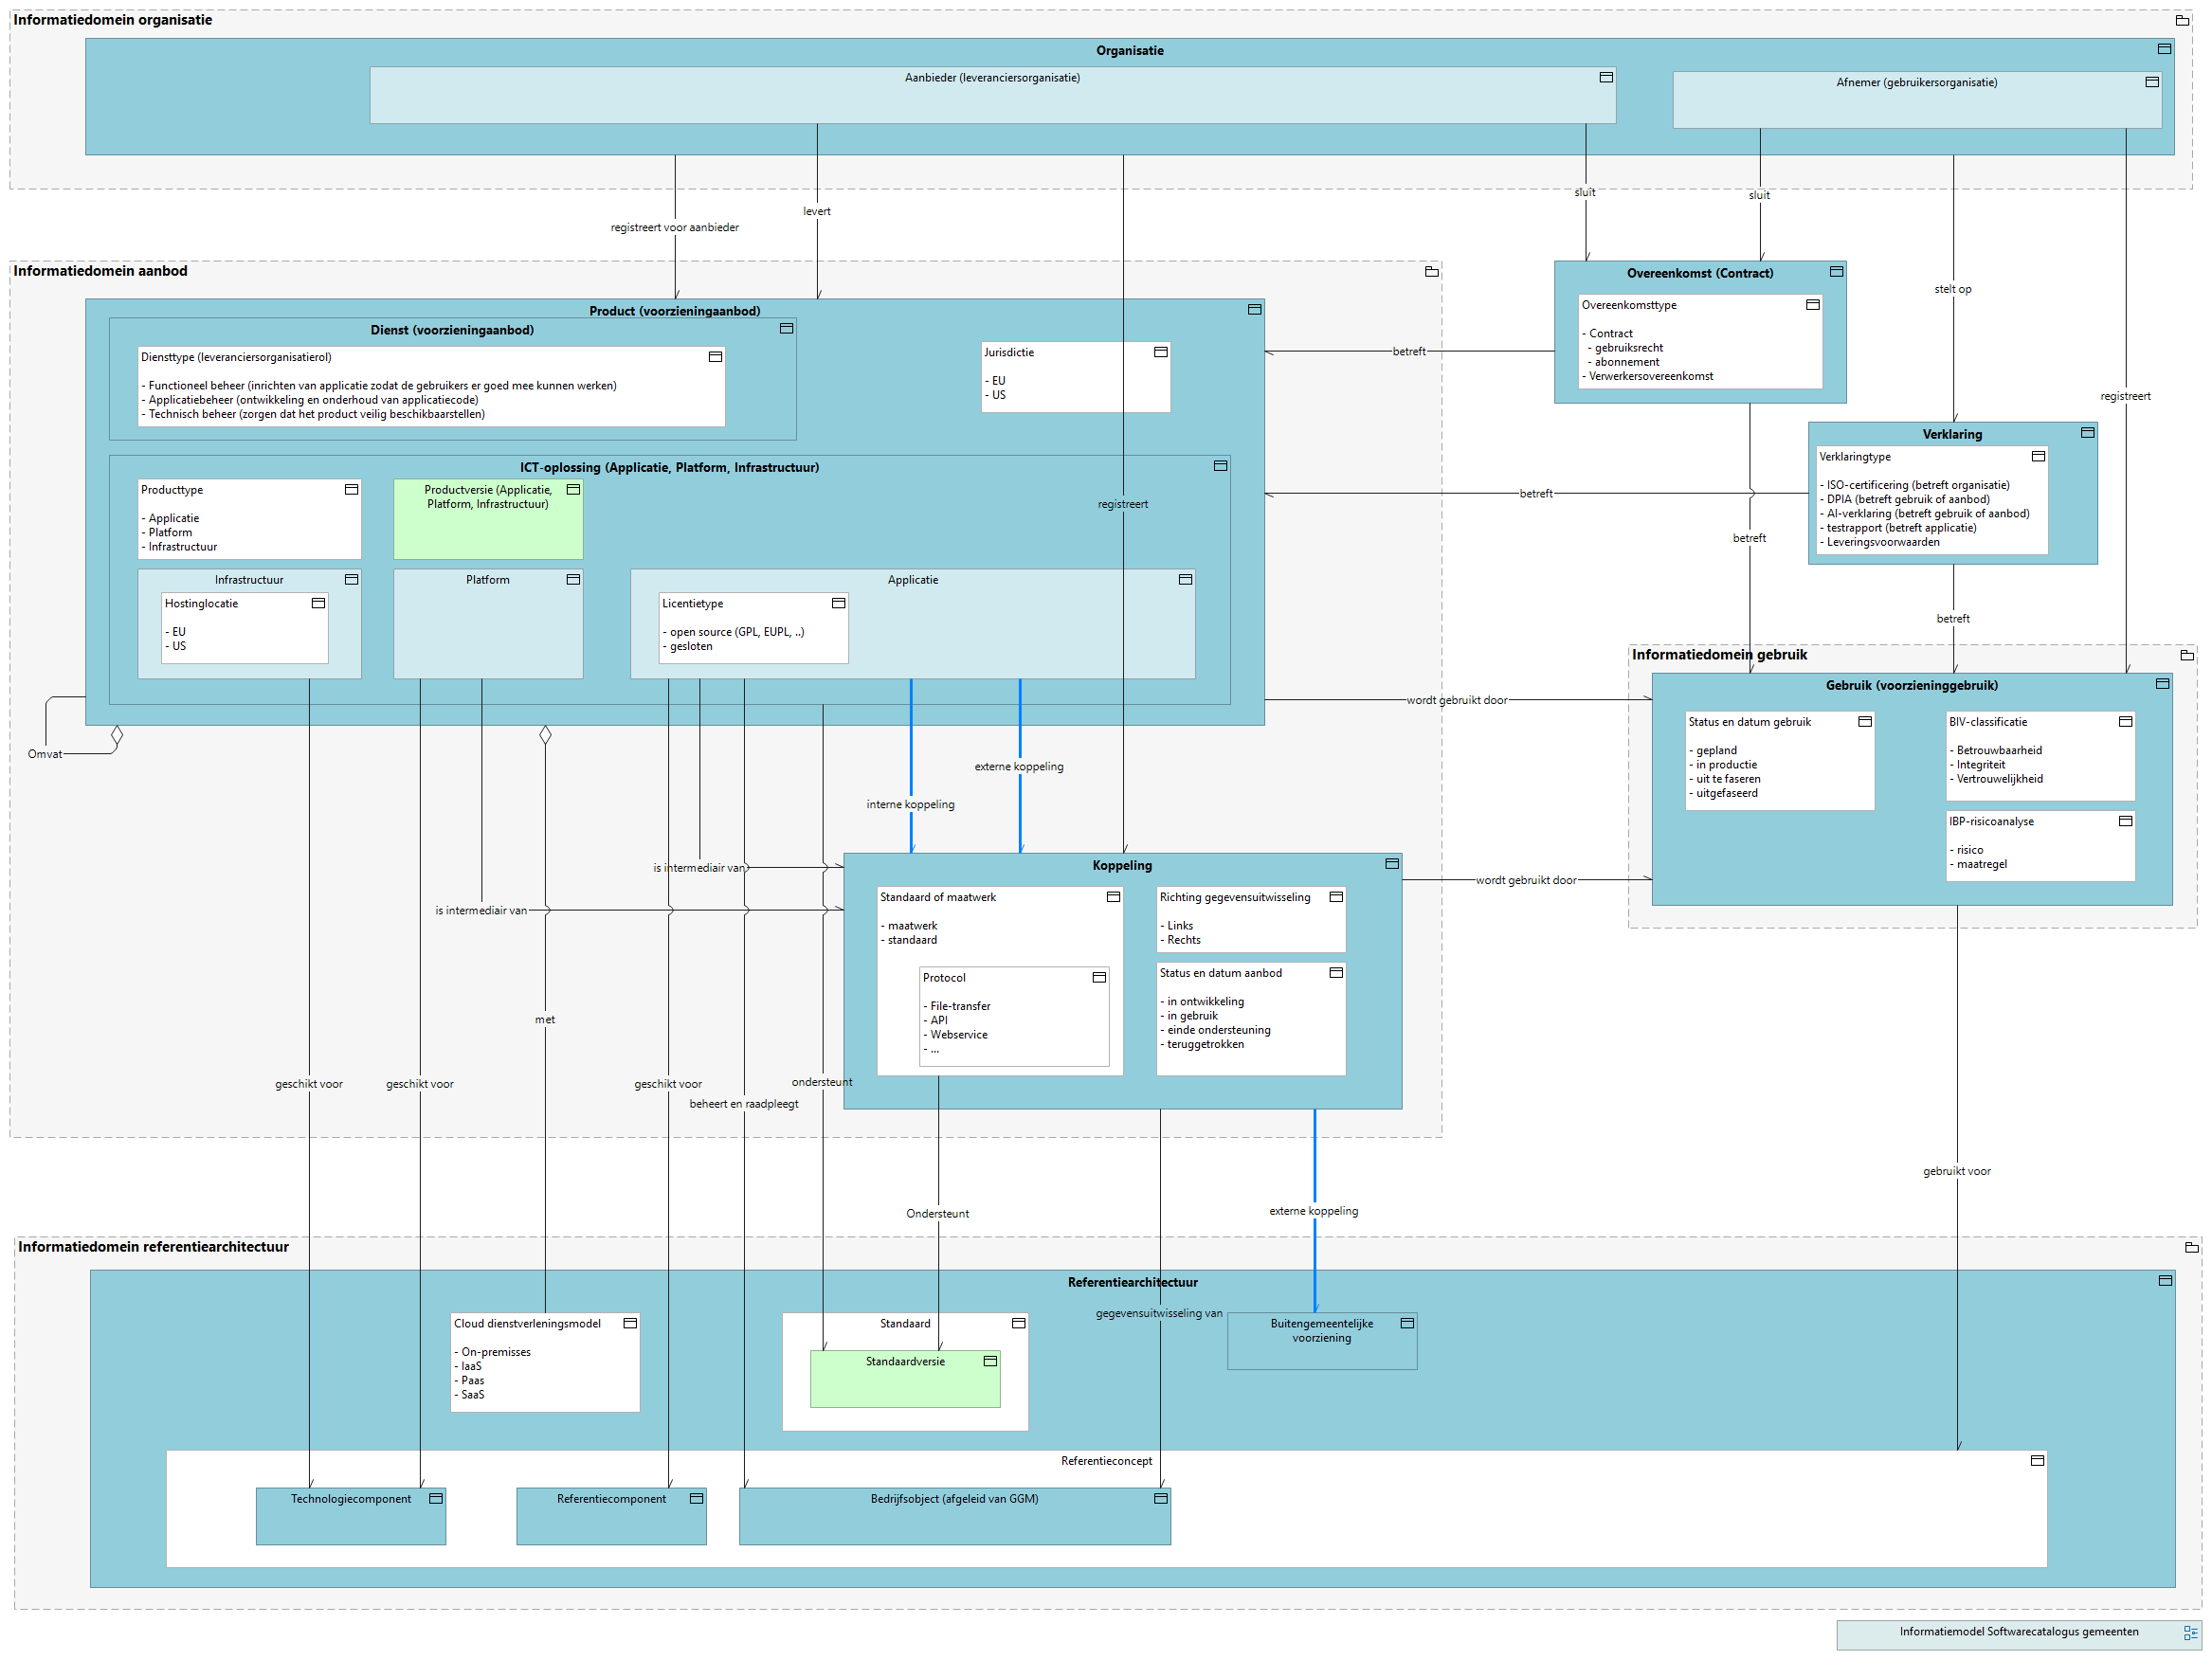 Informatiedomein organisatie
Organisatie
Aanbieder (leveranciersorganisatie)
Afnemer (gebruikersorganisatie)
sluit
sluit
levert
registreert voor aanbieder
stelt op
registreert
Informatiedomein aanbod
Product (voorzieningaanbod)
Dienst (voorzieningaanbod)
Diensttype (leveranciersorganisatierol)
- Functioneel beheer (inrichten van applicatie zodat de gebruikers er goed mee kunnen werken)
- Applicatiebeheer (ontwikkeling en onderhoud van applicatiecode)
- Technisch beheer (zorgen dat het product veilig beschikbaarstellen)
Jurisdictie
- EU
- US
betreft
Overeenkomst (Contract)
Overeenkomsttype
- Contract
- gebruiksrecht
- abonnement
- Verwerkersovereenkomst
ICT-oplossing (Applicatie, Platform, Infrastructuur)
Producttype
- Applicatie
- Platform
- Infrastructuur
Productversie (Applicatie,
Platform, Infrastructuur)
registreert
betreft
betreft
Verklaring
Verklaringtype
- ISO-certificering (betreft organisatie)
- DPIA (betreft gebruik of aanbod)
- AI-verklaring (betreft gebruik of aanbod)
- testrapport (betreft applicatie)
- Leveringsvoorwaarden
betreft
Infrastructuur
Hostinglocatie
- EU
- US
Platform
Applicatie
Licentietype
- open source (GPL, EUPL, ..)
- gesloten
Omvat
wordt gebruikt door
Informatiedomein gebruik
Gebruik (voorzieninggebruik)
Status en datum gebruik
- gepland
- in productie
- uit te faseren
- uitgefaseerd
BIV-classificatie
- Betrouwbaarheid
- Integriteit
- Vertrouwelijkheid
IBP-risicoanalyse
- risico
- maatregel
externe koppeling
interne koppeling
is intermediair van
is intermediair van
wordt gebruikt door
Koppeling
Standaard of maatwerk
- maatwerk
- standaard
Protocol
- File-transfer
- API
- Webservice
- ...
Richting gegevensuitwisseling
- Links
- Rechts
Status en datum aanbod
- in ontwikkeling
- in gebruik
- einde ondersteuning
- teruggetrokken
met
geschikt voor
geschikt voor
geschikt voor
ondersteunt
beheert en raadpleegt
gebruikt voor
Ondersteunt
externe koppeling
Informatiedomein referentiearchitectuur
Referentiearchitectuur
Cloud dienstverleningsmodel
- On-premisses
- IaaS
- Paas
- SaaS
Standaard
Standaardversie
gegevensuitwisseling van
Buitengemeentelijke
voorziening
Referentieconcept
Technologiecomponent
Referentiecomponent
Bedrijfsobject (afgeleid van GGM)
Informatiemodel Softwarecatalogus gemeenten